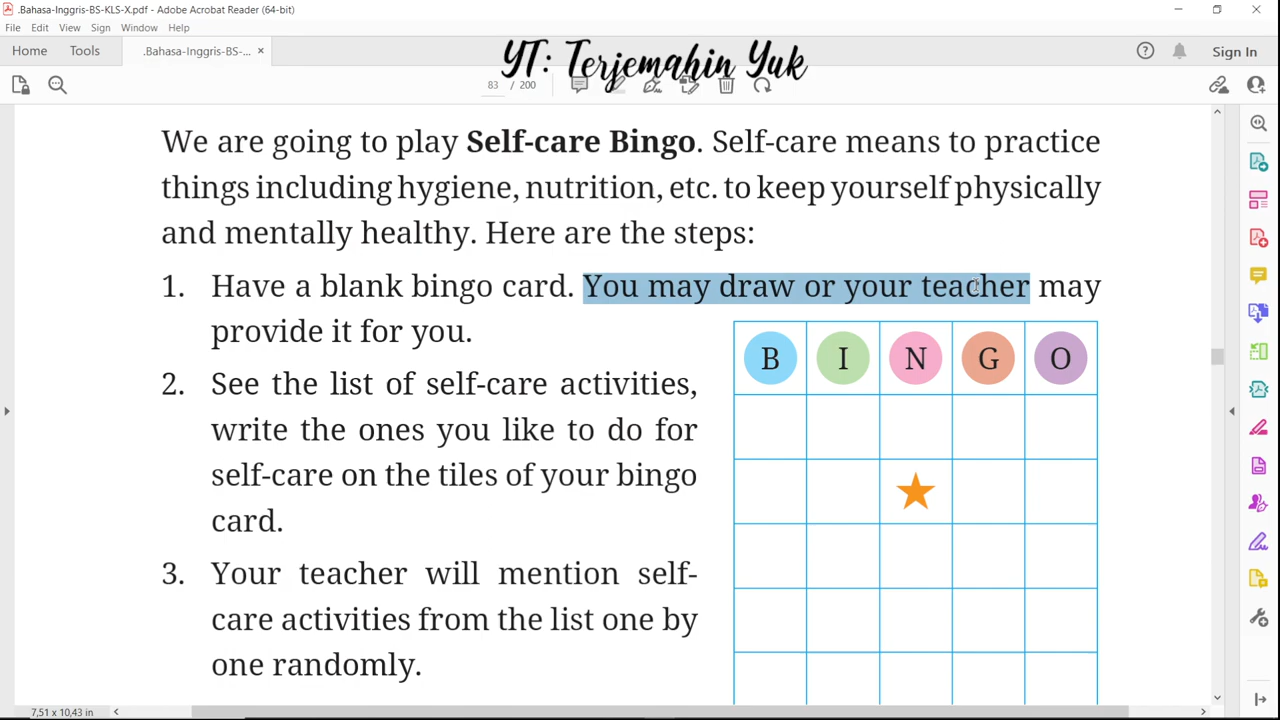 .Bahasa-Inggris-BS-KLS-X.pdf - Adobe Acrobat Reader (64-bit)
File Edit View Sign Window Help
Home Tools .Bahasa-Inggris-BS-... × Sign In
YT: Terjemahin Yuk
83 / 200
We are going to play Self-care Bingo. Self-care means to practice
things including hygiene, nutrition, etc. to keep yourself physically
and mentally healthy. Here are the steps:
1. Have a blank bingo card. You may draw or your teacher may
provide it for you.
2. See the list of self-care activities,
write the ones you like to do for
self-care on the tiles of your bingo
card.
3. Your teacher will mention self-
care activities from the list one by
one randomly.
B I N G O
7,51 x 10,43 in